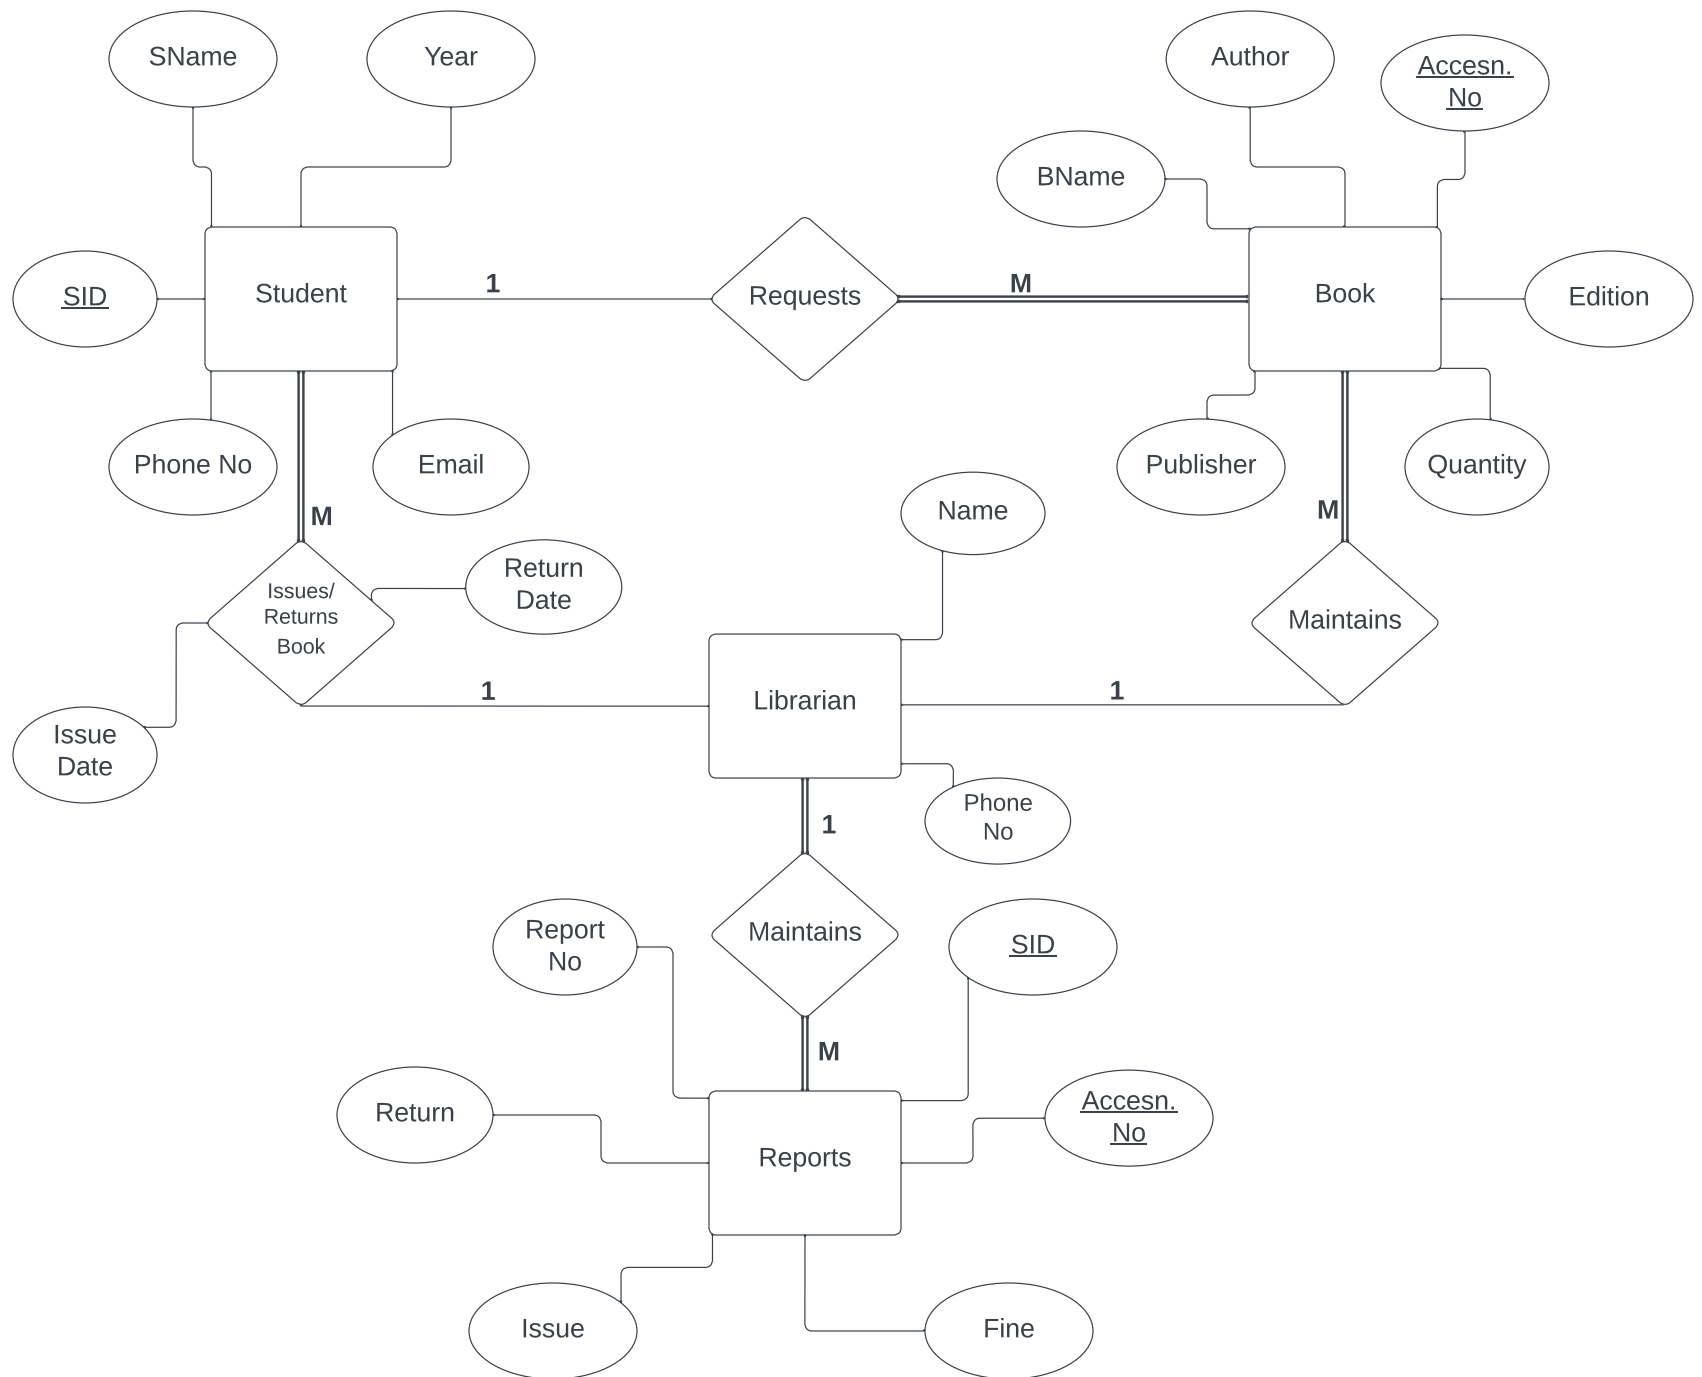 SName
Year
Author
Accesn.
No
BName
SID
Student
1
Requests
M
Book
Edition
Phone No
Email
Publisher
Quantity
M
Name
M
Issues/
Returns
Book
Return
Date
Maintains
Issue
Date
1
Librarian
1
Phone
No
1
Report
No
Maintains
SID
M
Return
Reports
Accesn.
No
Issue
Fine